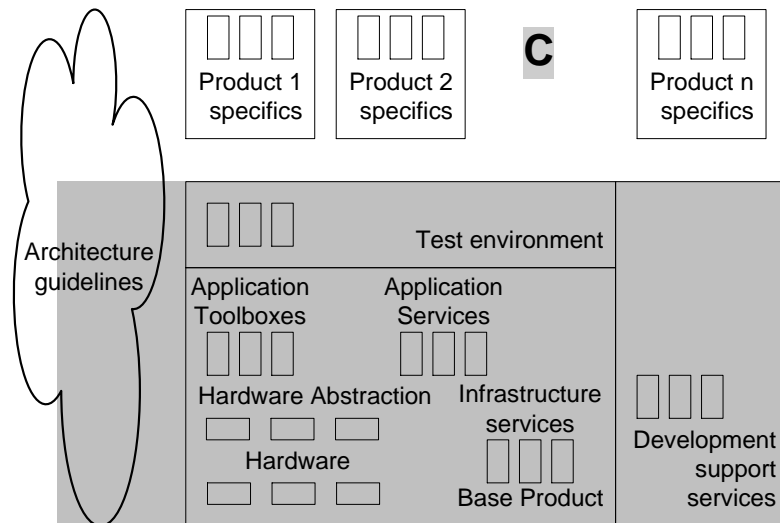 Product 1
specifics
Product 2
specifics
C
Product n
specifics
Architecture
guidelines
Test environment
Application
Toolboxes
Application
Services
Hardware Abstraction
Infrastructure
services
Hardware
Base Product
Development
support
services